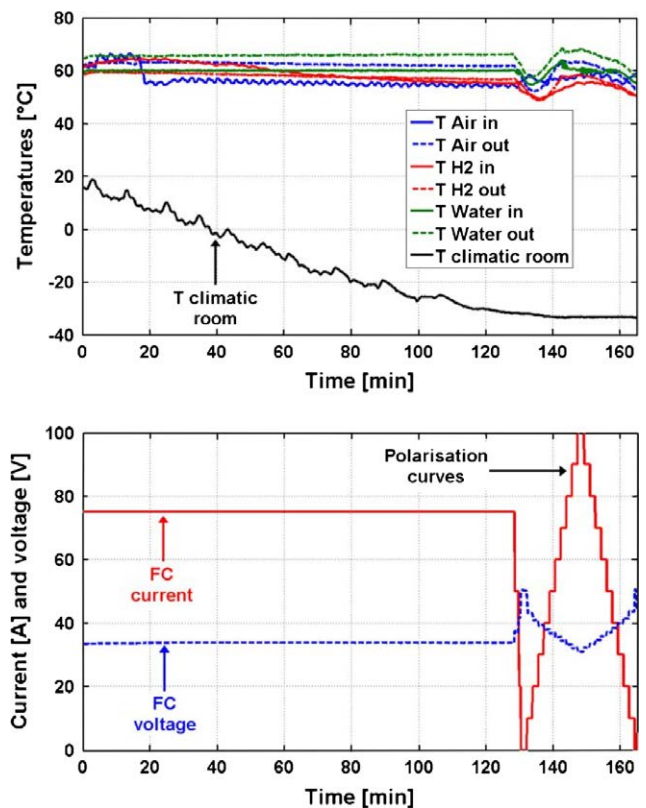 80
60
40
20
0
-20
-40
Temperatures [°C]
T Air in
T Air out
T H2 in
T H2 out
T Water in
T Water out
T climatic room
T climatic
room
0 20 40 60 80 100 120 140 160
Time [min]
100
80
60
40
20
0
Current [A] and voltage [V]
Polarisation
curves
FC
current
FC
voltage
0 20 40 60 80 100 120 140 160
Time [min]